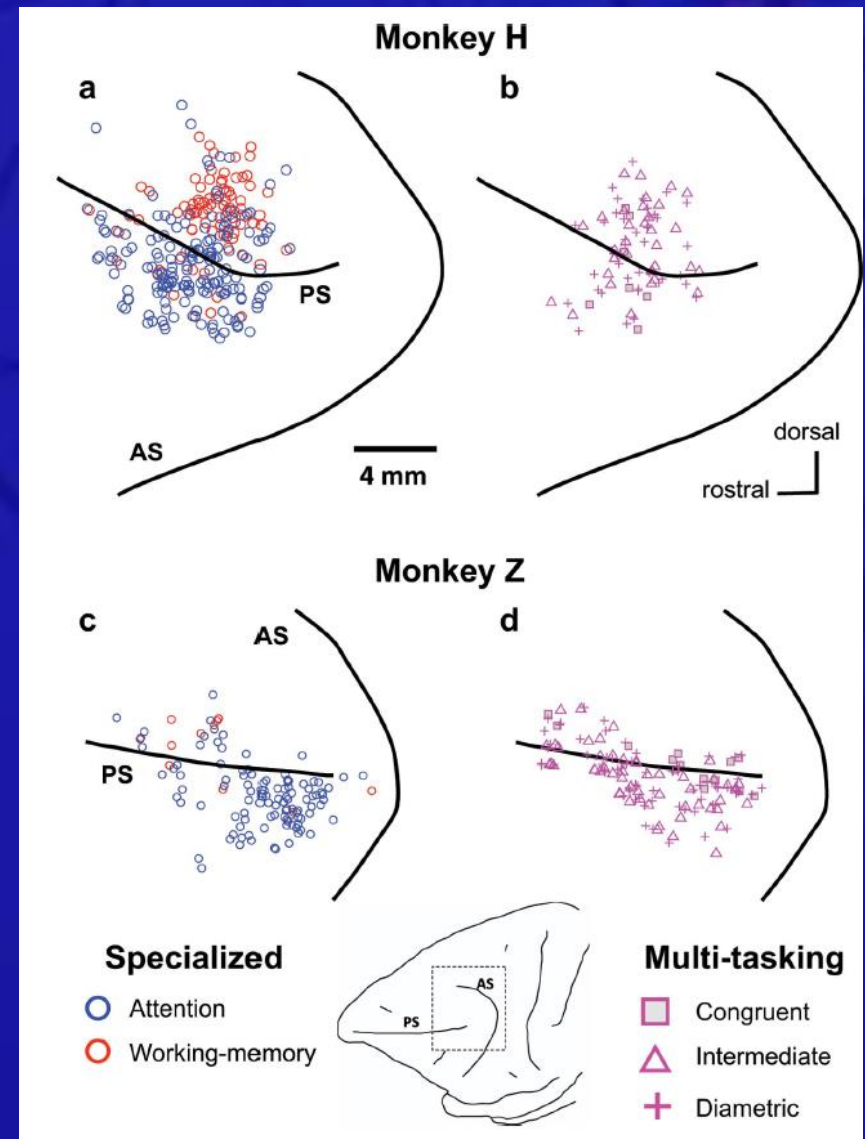 Monkey H
a
b
PS
AS
4 mm
dorsal
rostral
Monkey Z
c
d
AS
PS
Specialized
Attention
Working-memory
AS
PS
Multi-tasking
Congruent
Intermediate
Diametric